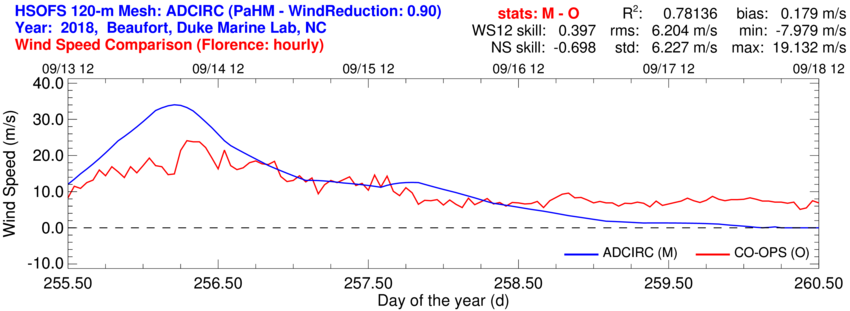 HSOFS 120-m Mesh: ADCIRC (PaHM - WindReduction: 0.90)
Year: 2018, Beaufort, Duke Marine Lab, NC
Wind Speed Comparison (Florence: hourly)
stats: M - O R²: 0.78136 bias: 0.179 m/s
WS12 skill: 0.397 rms: 6.204 m/s min: -7.979 m/s
NS skill: -0.698 std: 6.227 m/s max: 19.132 m/s
09/13 12 09/14 12 09/15 12 09/16 12 09/17 12 09/18 12
40.0
30.0
20.0
10.0
0.0
-10.0
Wind Speed (m/s)
ADCIRC (M) CO-OPS (O)
255.50 256.50 257.50 258.50 259.50 260.50
Day of the year (d)